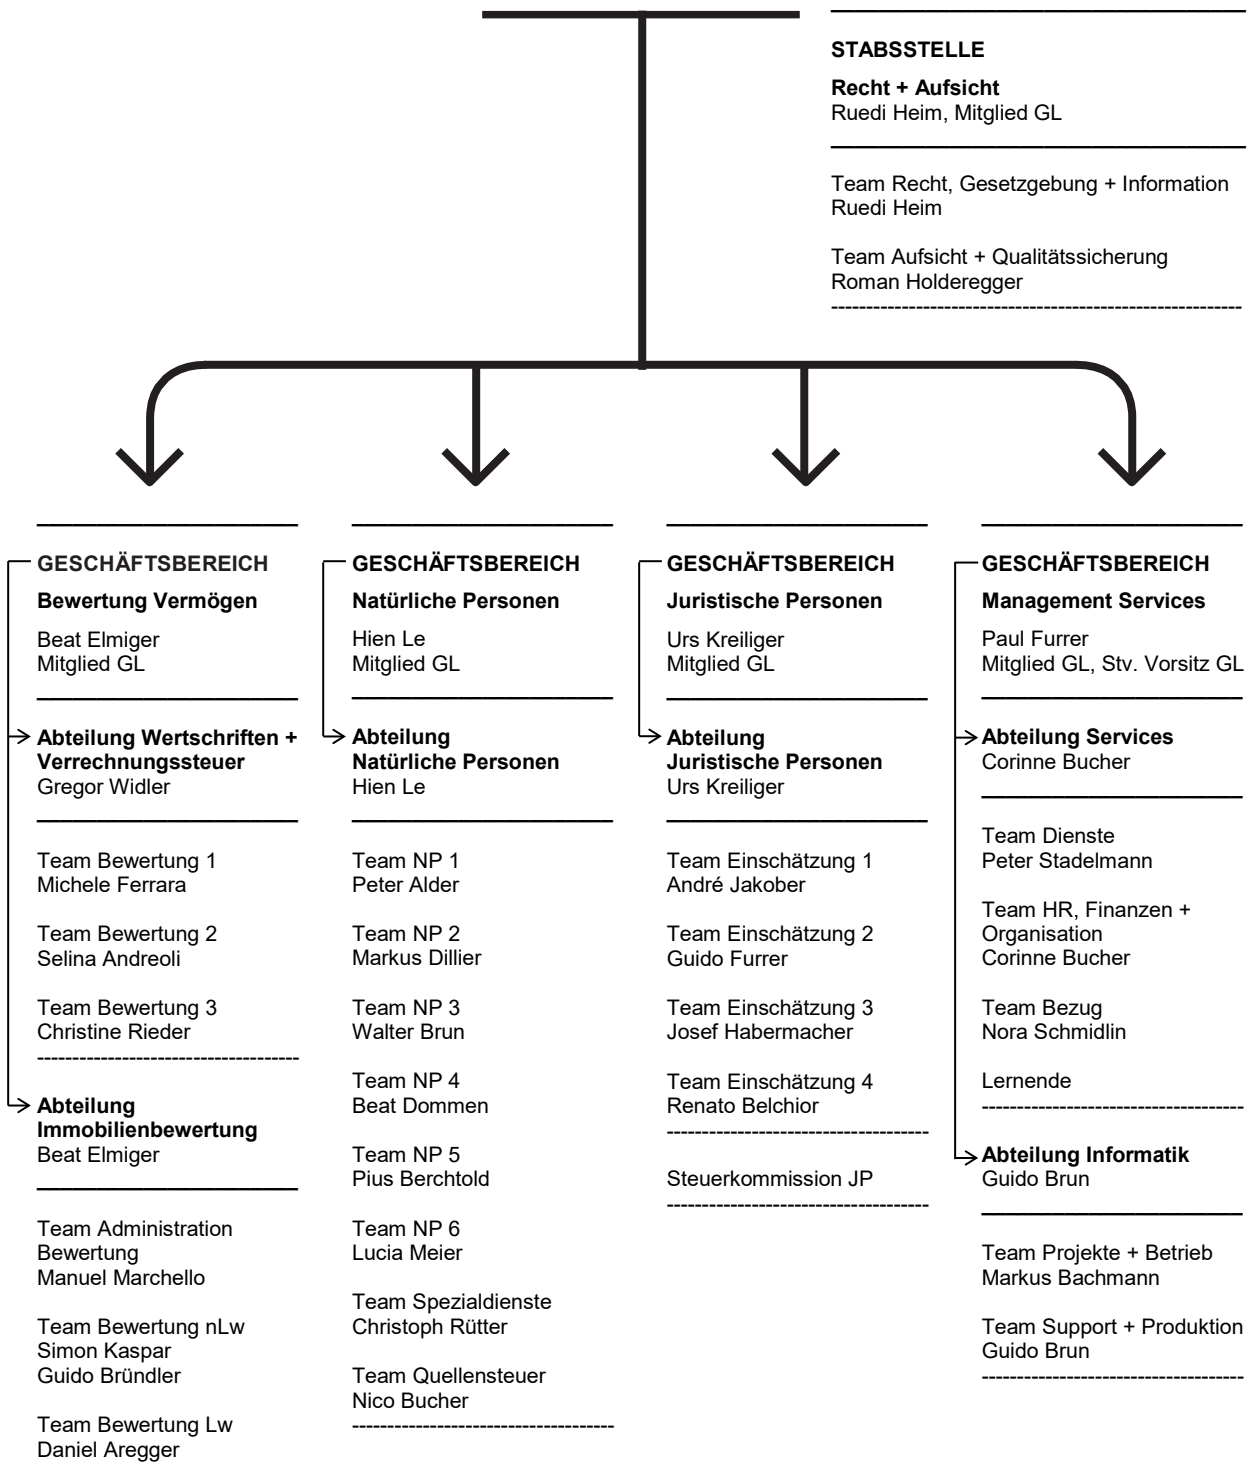 STABSSTELLE
Recht + Aufsicht
Ruedi Heim, Mitglied GL
Team Recht, Gesetzgebung + Information
Ruedi Heim
Team Aufsicht + Qualitätssicherung
Roman Holderegger
GESCHÄFTSBEREICH
Bewertung Vermögen
Beat Elmiger
Mitglied GL
Abteilung Wertschriften +
Verrechnungssteuer
Gregor Widler
Team Bewertung 1
Michele Ferrara
Team Bewertung 2
Selina Andreoli
Team Bewertung 3
Christine Rieder
Abteilung
Immobilienbewertung
Beat Elmiger
Team Administration
Bewertung
Manuel Marchello
Team Bewertung nLw
Simon Kaspar
Guido Bründler
Team Bewertung Lw
Daniel Aregger
GESCHÄFTSBEREICH
Natürliche Personen
Hien Le
Mitglied GL
Abteilung
Natürliche Personen
Hien Le
Team NP 1
Peter Alder
Team NP 2
Markus Dillier
Team NP 3
Walter Brun
Team NP 4
Beat Dommen
Team NP 5
Pius Berchtold
Team NP 6
Lucia Meier
Team Spezialdienste
Christoph Rütter
Team Quellensteuer
Nico Bucher
GESCHÄFTSBEREICH
Juristische Personen
Urs Kreiliger
Mitglied GL
Abteilung
Juristische Personen
Urs Kreiliger
Team Einschätzung 1
André Jakober
Team Einschätzung 2
Guido Furrer
Team Einschätzung 3
Josef Habermacher
Team Einschätzung 4
Renato Belchior
Steuerkommission JP
GESCHÄFTSBEREICH
Management Services
Paul Furrer
Mitglied GL, Stv. Vorsitz GL
Abteilung Services
Corinne Bucher
Team Dienste
Peter Stadelmann
Team HR, Finanzen +
Organisation
Corinne Bucher
Team Bezug
Nora Schmidlin
Lernende
Abteilung Informatik
Guido Brun
Team Projekte + Betrieb
Markus Bachmann
Team Support + Produktion
Guido Brun